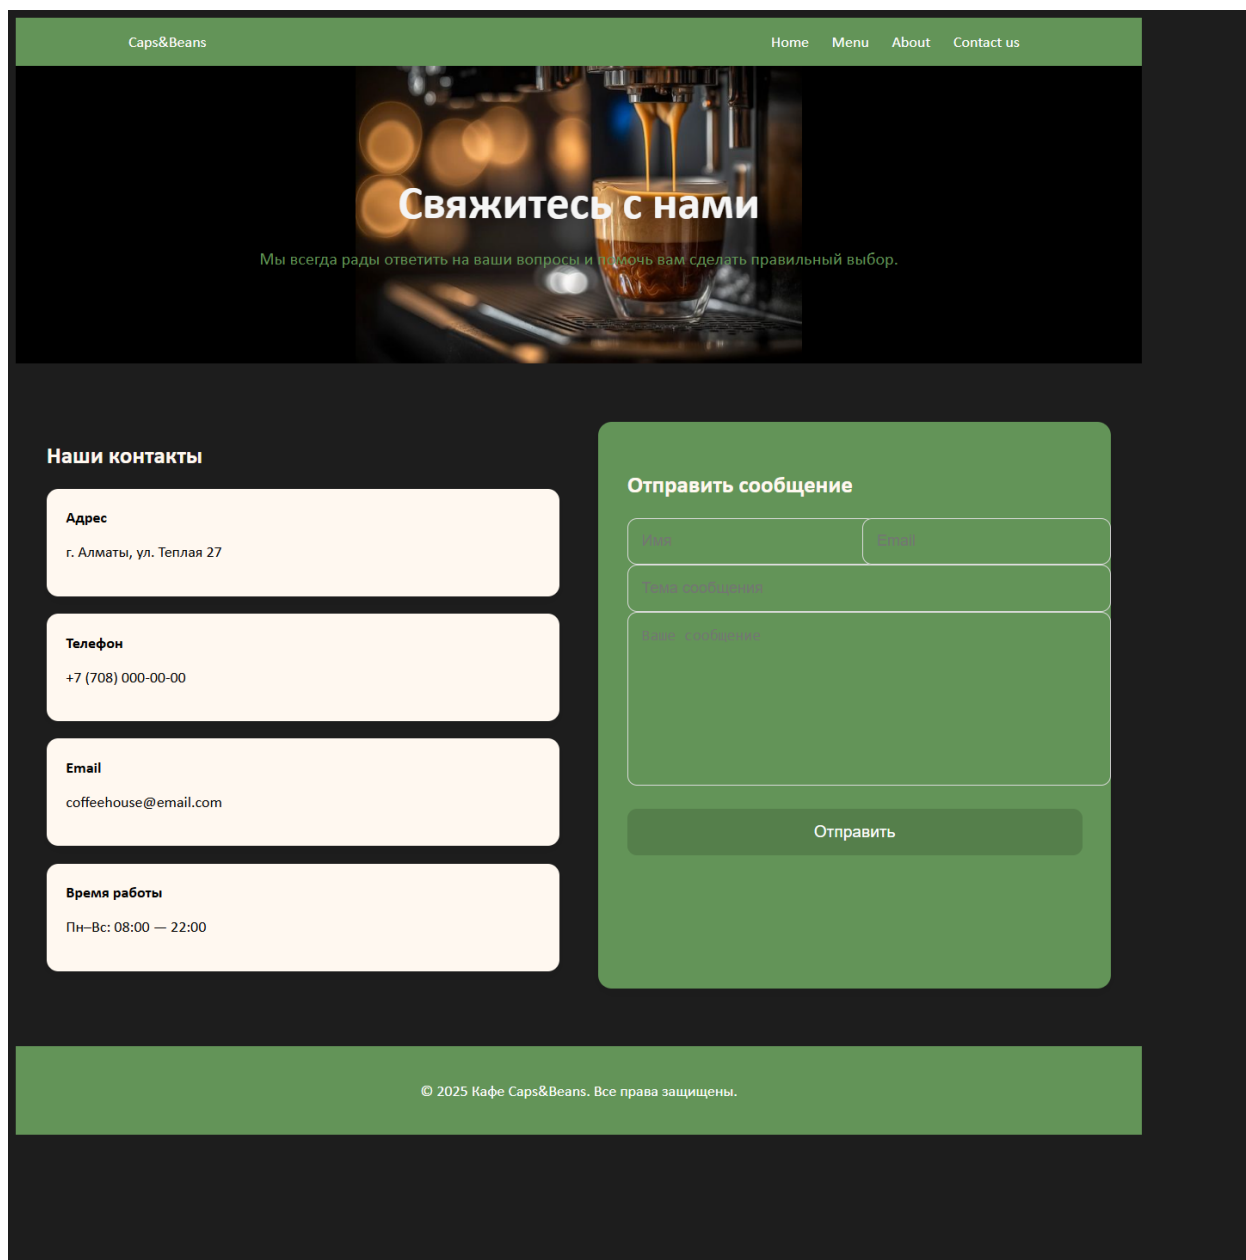 Caps&Beans
Home Menu About Contact us
Свяжитесь с нами
Мы всегда рады ответить на ваши вопросы и помочь вам сделать правильный выбор.
Наши контакты
Адрес
г. Алматы, ул. Теплая 27
Телефон
+7 (708) 000-00-00
Email
coffeehouse@email.com
Время работы
Пн–Вс: 08:00 — 22:00
Отправить сообщение
Имя
Email
Тема сообщения
Ваше сообщение
Отправить
© 2025 Кафе Caps&Beans. Все права защищены.